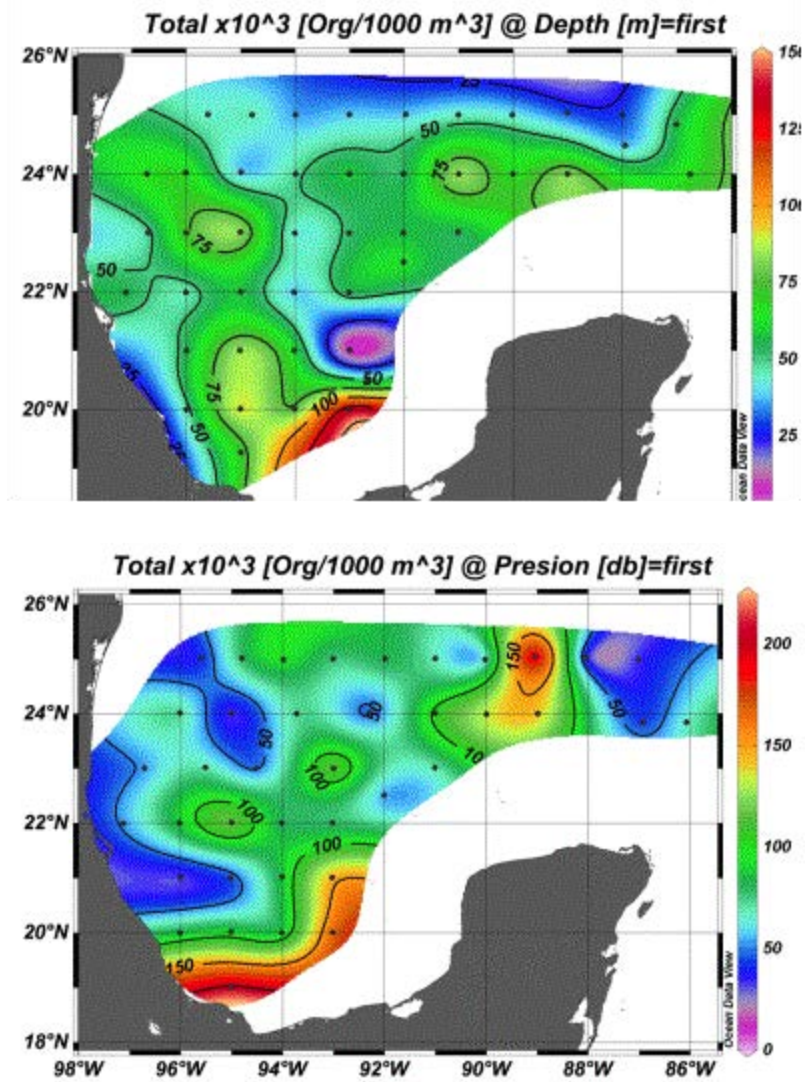 Total x10^3 [Org/1000 m^3] @ Depth [m]=first
26°N
24°N
22°N
20°N
25
50
75
75
50
50
75
100
50
25
25
125
100
75
50
25
Ocean Data View
Total x10^3 [Org/1000 m^3] @ Presion [db]=first
26°N
24°N
22°N
20°N
18°N
98°W
96°W
94°W
92°W
90°W
88°W
86°W
150
50
50
50
10
100
100
100
150
200
150
100
50
0
Ocean Data View